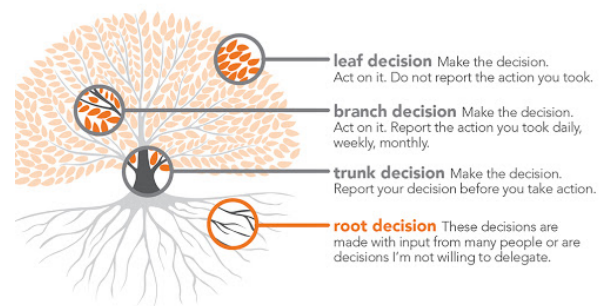 leaf decision Make the decision.
Act on it. Do not report the action you took.
branch decision Make the decision.
Act on it. Report the action you took daily,
weekly, monthly.
trunk decision Make the decision.
Report your decision before you take action.
root decision These decisions are
made with input from many people or are
decisions I'm not willing to delegate.